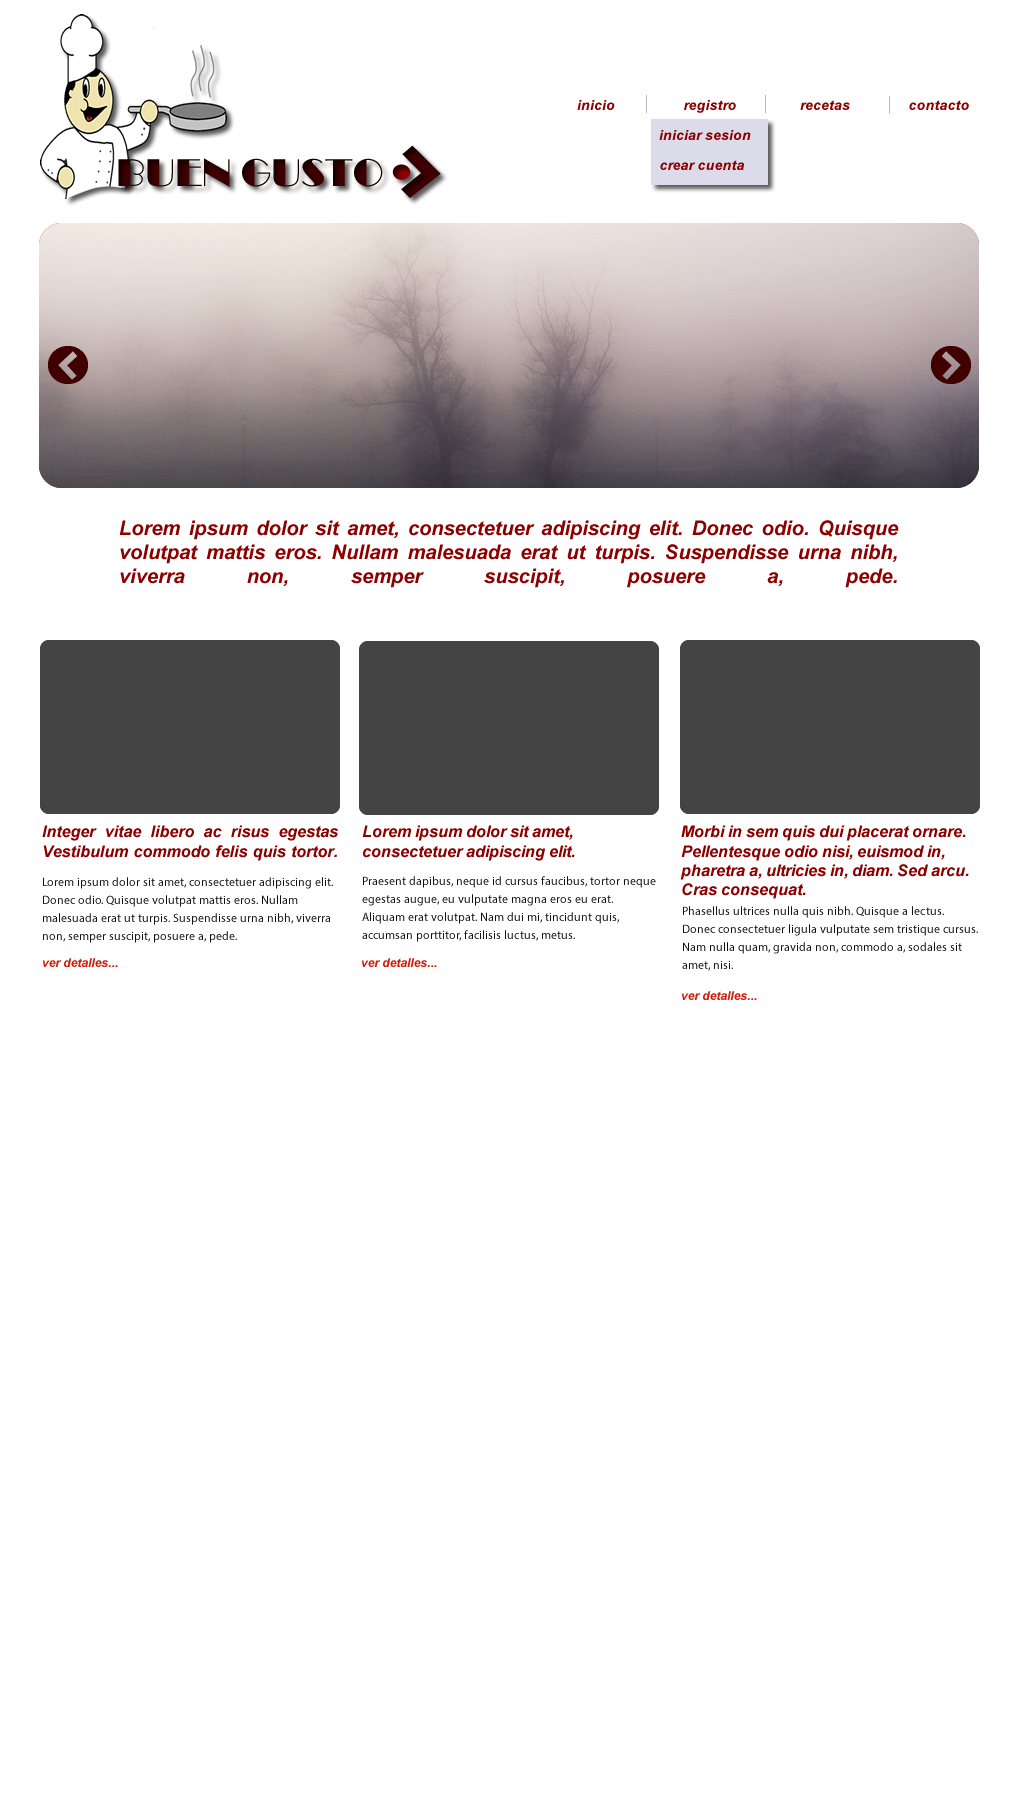 inicio registro recetas contacto
iniciar sesion
crear cuenta
BUEN GUSTO
Lorem ipsum dolor sit amet, consectetuer adipiscing elit. Donec odio. Quisque
volutpat mattis eros. Nullam malesuada erat ut turpis. Suspendisse urna nibh,
viverra non, semper suscipit, posuere a, pede.
Integer vitae libero ac risus egestas
Vestibulum commodo felis quis tortor.
Lorem ipsum dolor sit amet, consectetuer adipiscing elit.
Donec odio. Quisque volutpat mattis eros. Nullam
malesuada erat ut turpis. Suspendisse urna nibh, viverra
non, semper suscipit, posuere a, pede.
ver detalles...
Lorem ipsum dolor sit amet,
consectetuer adipiscing elit.
Praesent dapibus, neque id cursus faucibus, tortor neque
egestas augue, eu vulputate magna eros eu erat.
Aliquam erat volutpat. Nam dui mi, tincidunt quis,
accumsan porttitor, facilisis luctus, metus.
ver detalles...
Morbi in sem quis dui placerat ornare.
Pellentesque odio nisi, euismod in,
pharetra a, ultricies in, diam. Sed arcu.
Cras consequat.
Phasellus ultrices nulla quis nibh. Quisque a lectus.
Donec consectetuer ligula vulputate sem tristique cursus.
Nam nulla quam, gravida non, commodo a, sodales sit
amet, nisi.
ver detalles...